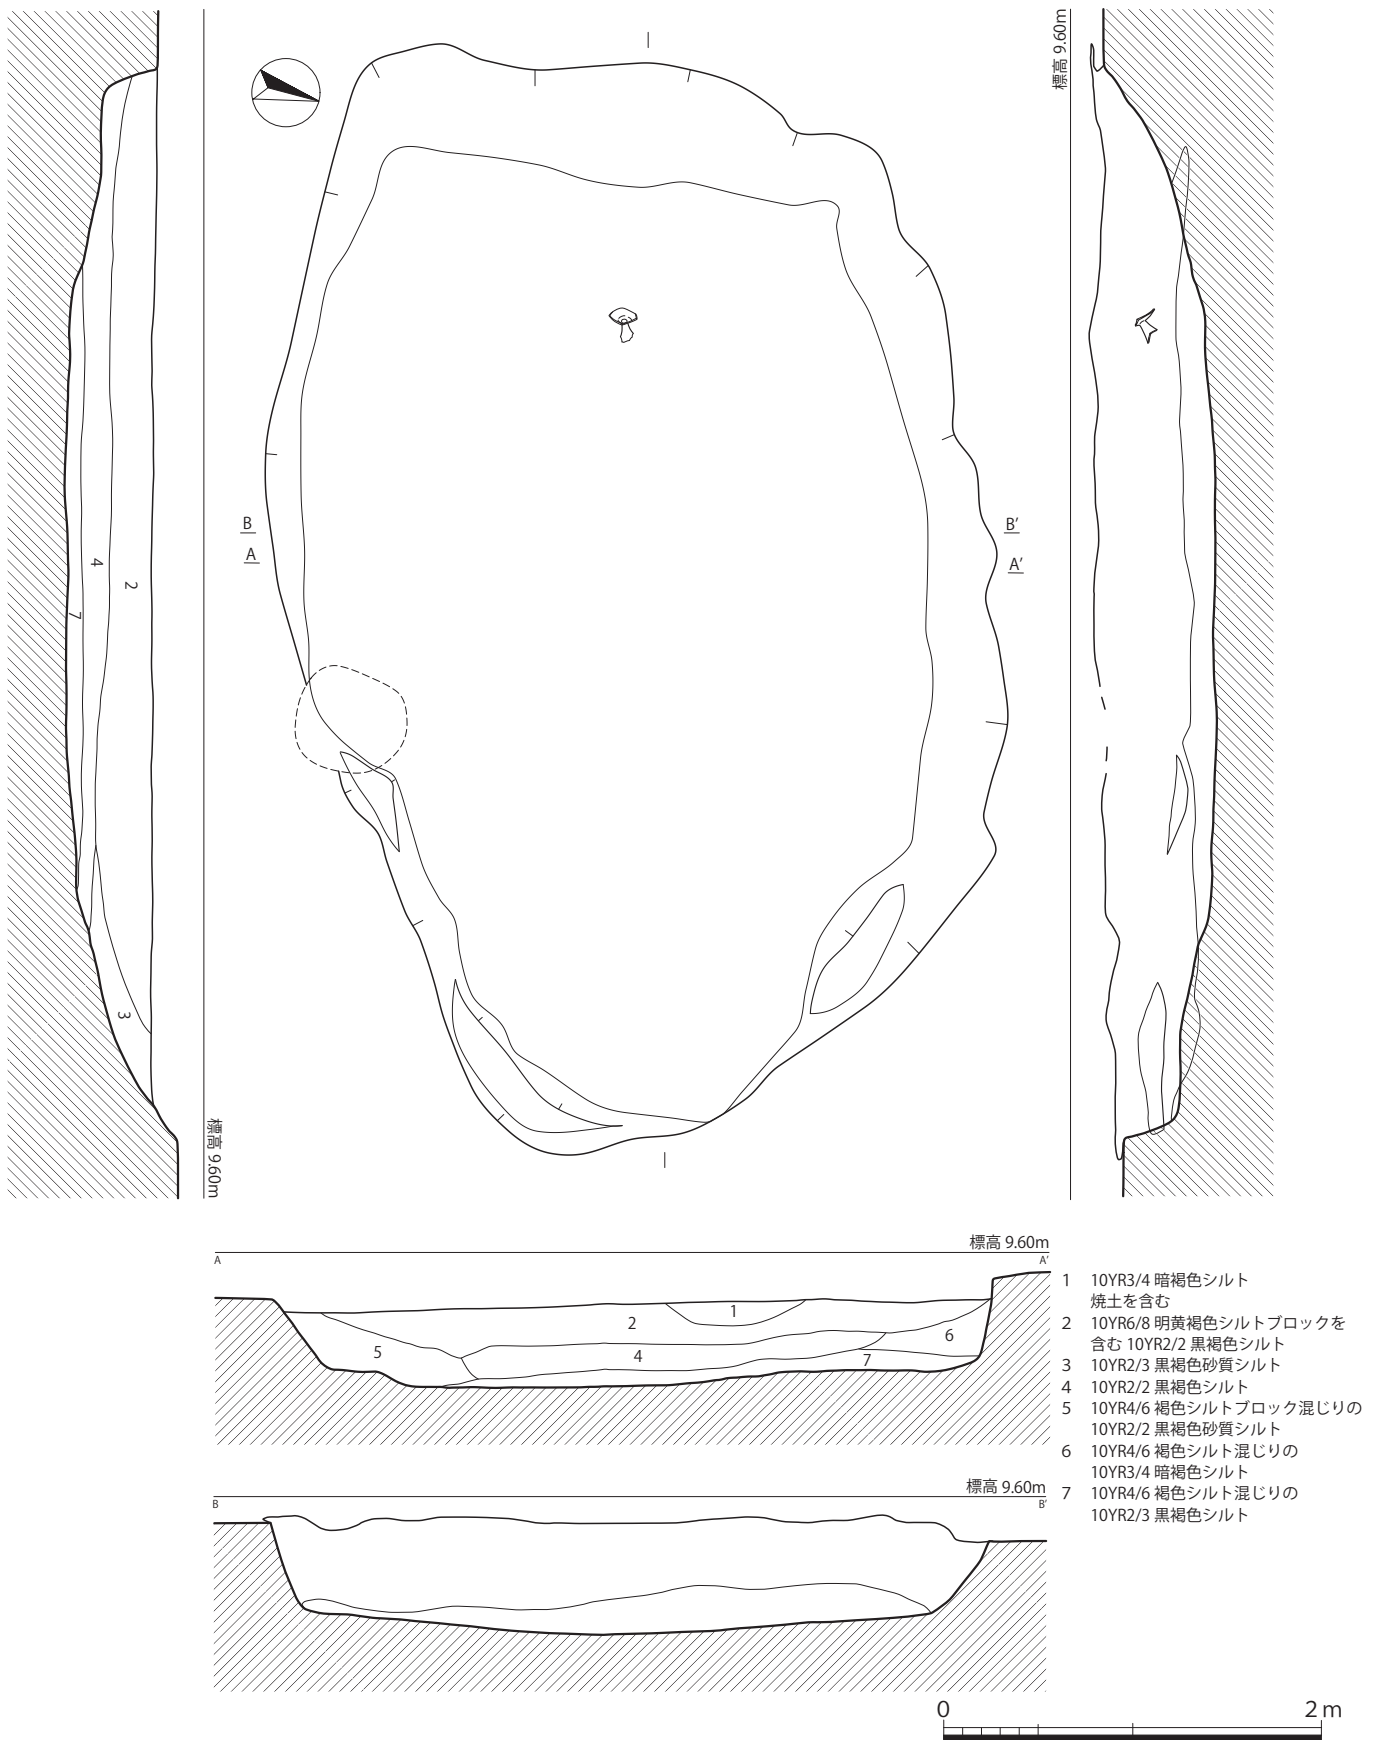 標高 9.60m
B
A
B′
A′
4
2
7
3
標高 9.60m
標高 9.60m
A
A′
1
2
6
5
4
7
標高 9.60m
B
B′
1 10YR3/4 暗褐色シルト
焼土を含む
2 10YR6/8 明黄褐色シルトブロックを
含む 10YR2/2 黒褐色シルト
3 10YR2/3 黒褐色砂質シルト
4 10YR2/2 黒褐色シルト
5 10YR4/6 褐色シルトブロック混じりの
10YR2/2 黒褐色砂質シルト
6 10YR4/6 褐色シルト混じりの
10YR3/4 暗褐色シルト
7 10YR4/6 褐色シルト混じりの
10YR2/3 黒褐色シルト
0 2 m